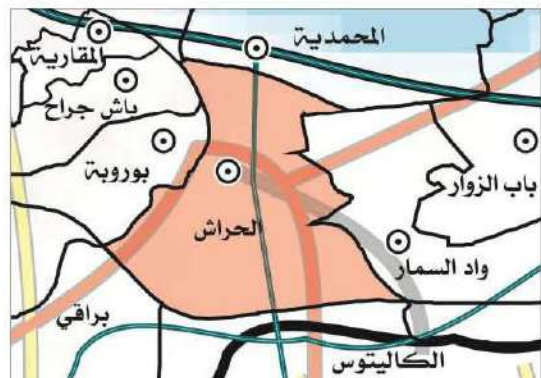 المحمدية
المقارية
باش جراح
بوروبة
باب الزوار
الحراش
واد السمار
براقي
الكاليتوس